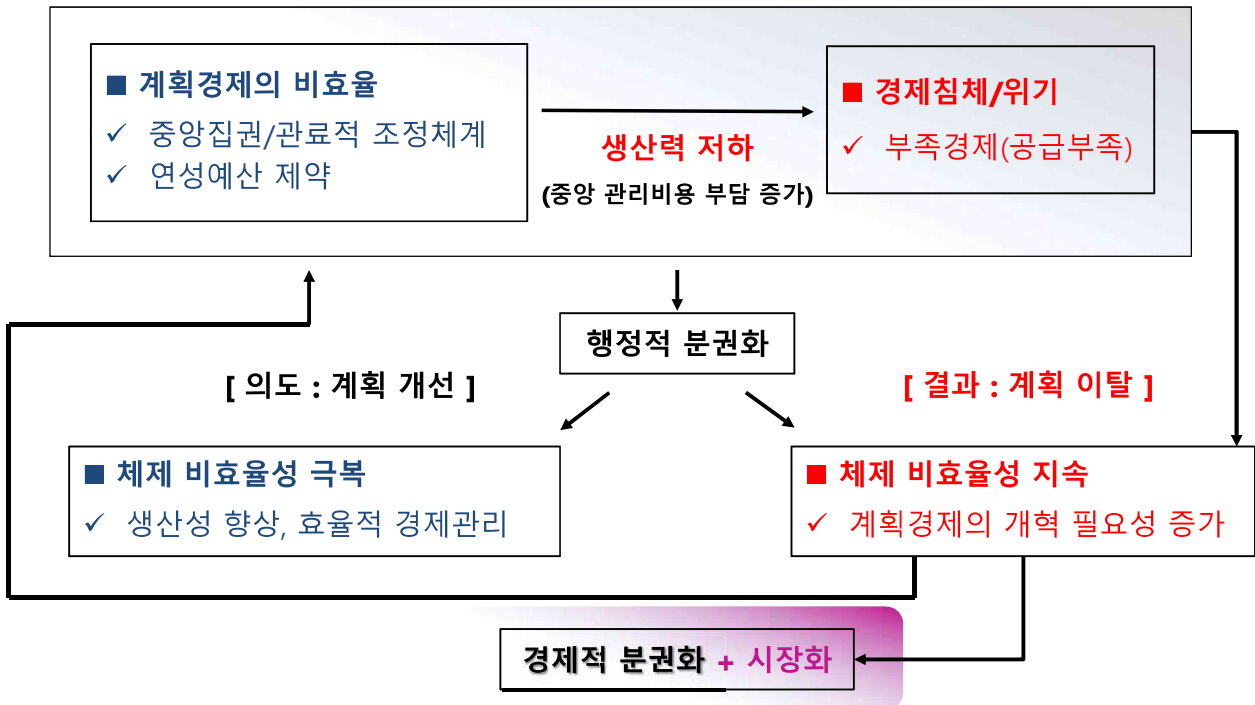 ■ 계획경제의 비효율
✓ 중앙집권/관료적 조정체계
✓ 연성예산 제약
생산력 저하
(중앙 관리비용 부담 증가)
■ 경제침체/위기
✓ 부족경제(공급부족)
행정적 분권화
[ 의도 : 계획 개선 ]
[ 결과 : 계획 이탈 ]
■ 체제 비효율성 극복
✓ 생산성 향상, 효율적 경제관리
■ 체제 비효율성 지속
✓ 계획경제의 개혁 필요성 증가
경제적 분권화 + 시장화